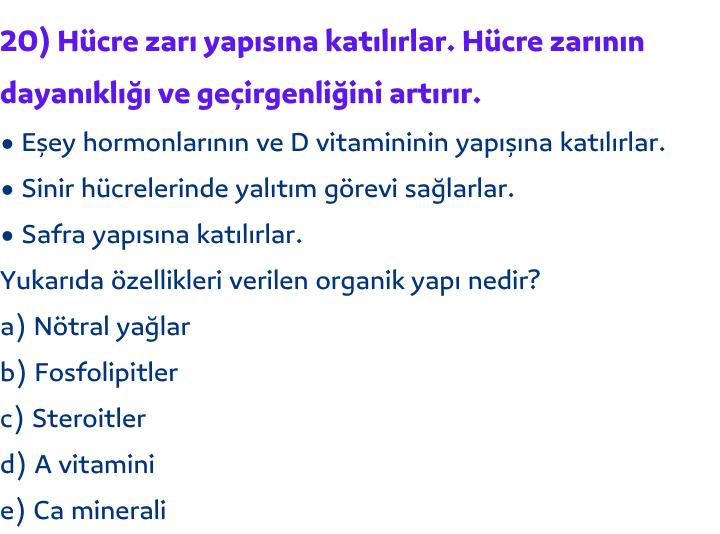 20) Hücre zarı yapısına katılırlar. Hücre zarının
dayanıklığı ve geçirgenliğini artırır.
• Eşey hormonlarının ve D vitamininin yapışına katılırlar.
• Sinir hücrelerinde yalıtım görevi sağlarlar.
• Safra yapısına katılırlar.
Yukarıda özellikleri verilen organik yapı nedir?
a) Nötral yağlar
b) Fosfolipitler
c) Steroitler
d) A vitamini
e) Ca minerali